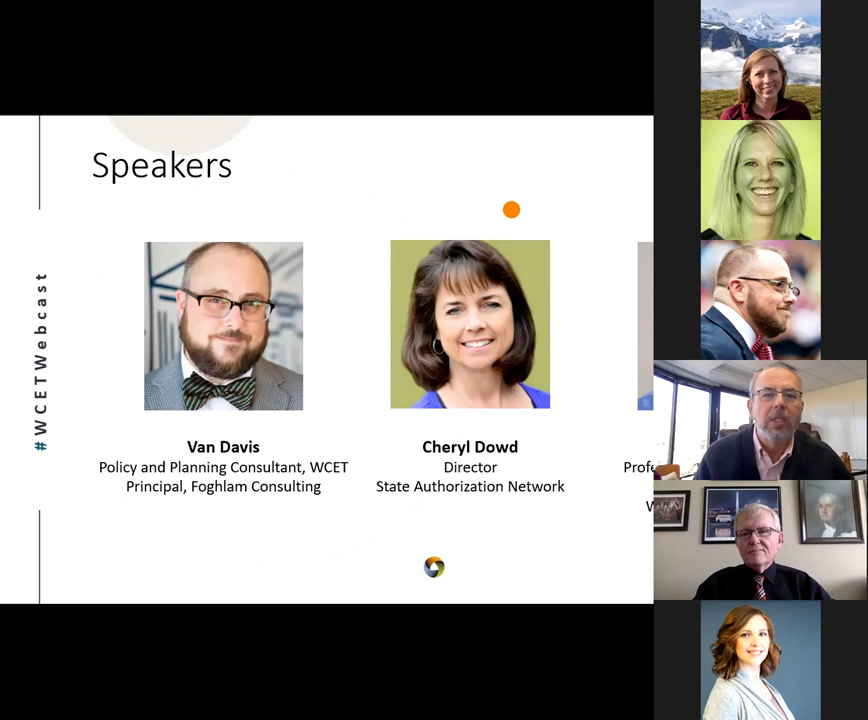 Speakers
#WCETWebcast
Van Davis
Policy and Planning Consultant, WCET
Principal, Foghlam Consulting
Cheryl Dowd
Director
State Authorization Network